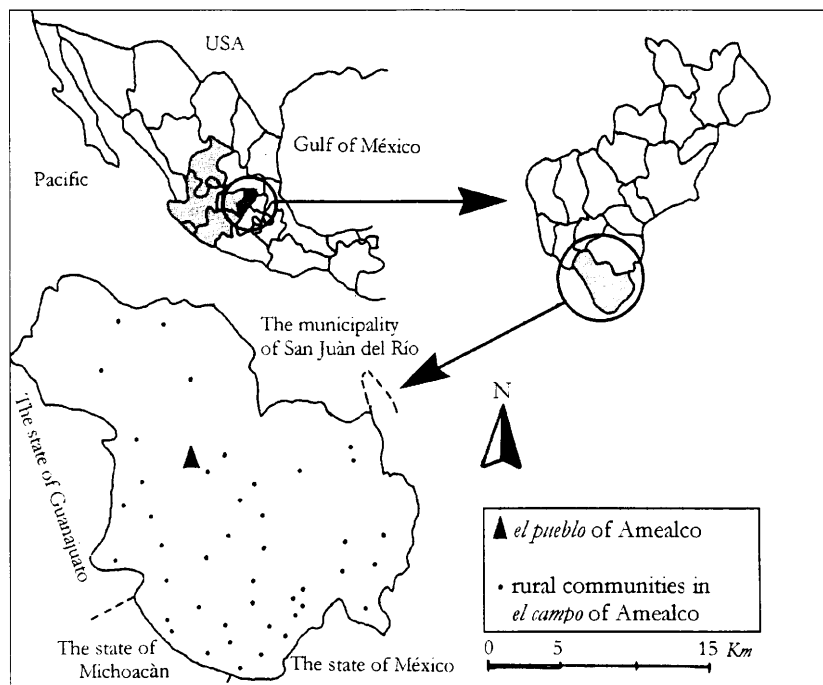 USA
Gulf of México
Pacific
The municipality
of San Juàn del Río
The state of Guanajuato
N
el pueblo of Amealco
rural communities in
el campo of Amealco
The state of
Michoacàn
The state of México
0 5 15 Km